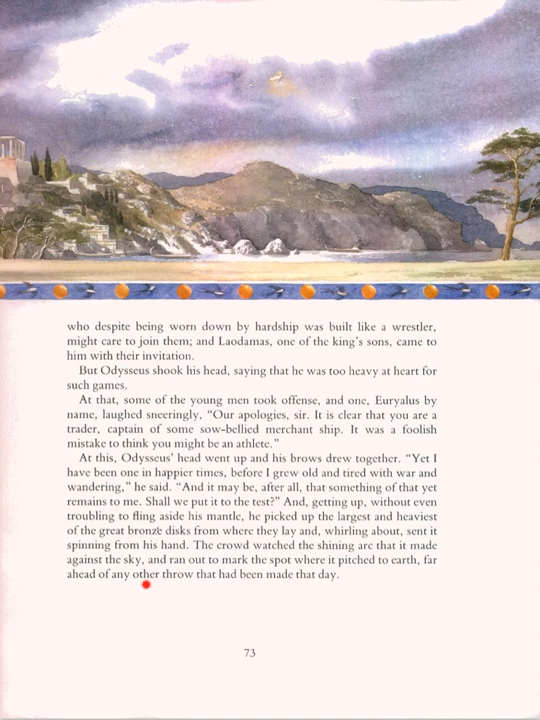 who despite being worn down by hardship was built like a wrestler,
might care to join them; and Laodamas, one of the king's sons, came to
him with their invitation.
But Odysseus shook his head, saying that he was too heavy at heart for
such games.
At that, some of the young men took offense, and one, Euryalus by
name, laughed sneeringly, “Our apologies, sir. It is clear that you are a
trader, captain of some sow-bellied merchant ship. It was a foolish
mistake to think you might be an athlete.”
At this, Odysseus' head went up and his brows drew together. “Yet I
have been one in happier times, before I grew old and tired with war and
wandering,” he said. “And it may be, after all, that something of that yet
remains to me. Shall we put it to the test?” And, getting up, without even
troubling to fling aside his mantle, he picked up the largest and heaviest
of the great bronze disks from where they lay and, whirling about, sent it
spinning from his hand. The crowd watched the shining arc that it made
against the sky, and ran out to mark the spot where it pitched to earth, far
ahead of any other throw that had been made that day.
73